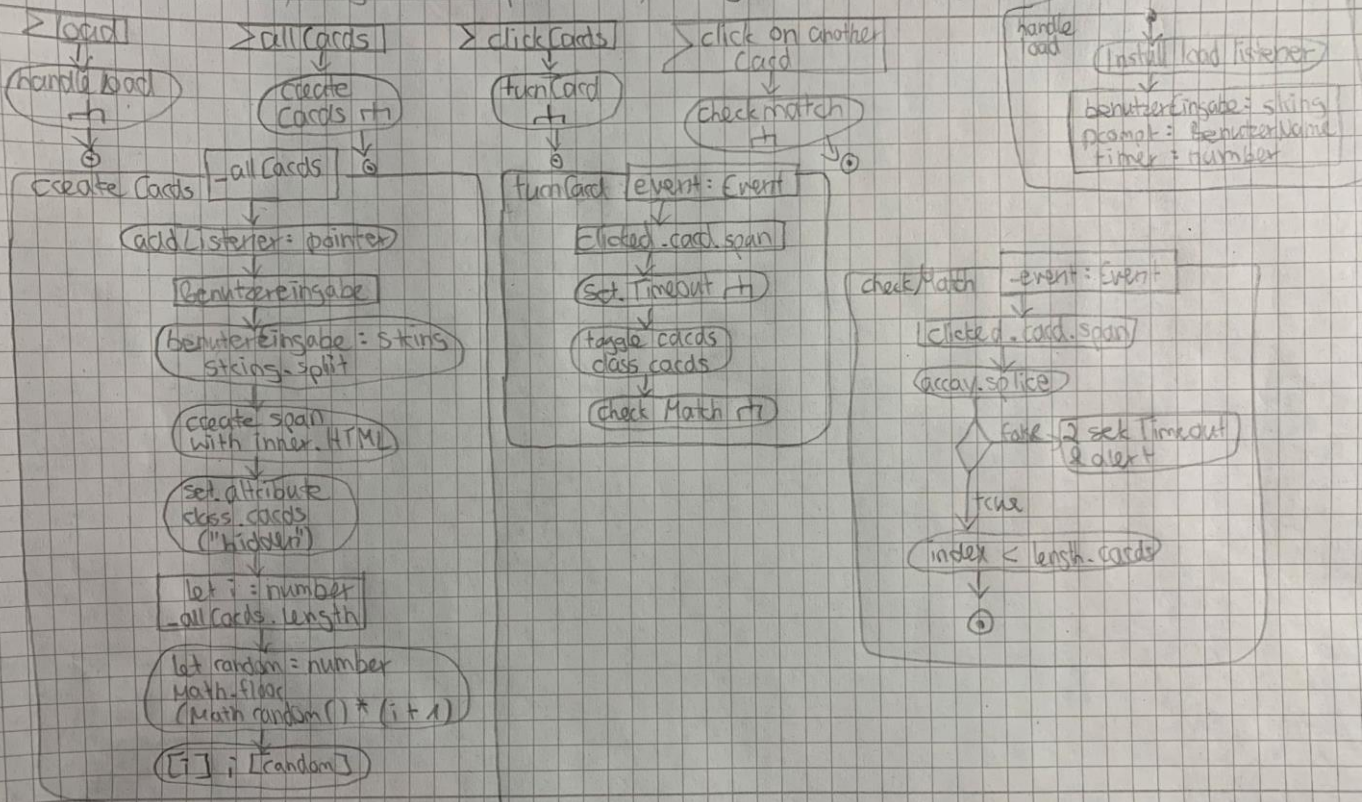 load
handle load
allCards
create
Cards
clickCards
turnCard
click on another
Card
checkmatch
handle
load
install load listener
benutzerEingabe: string
prompt: BenutzerName
timer: number
create Cards
_allCards
addListener: pointer
Benutzereingabe
benuterEingabe: string
string.split
create span
with inner.HTML
set.attribute
class.cards
("hidden")
let i: number
_allCards.length
let random: number
Math.floor
(Math random() * (i + 1)
[i] ; [random]
turnCard
event: Event
Clicked.card.span
Set.Timeout
toggle cards
class cards
Check Match
checkMatch
_event: Event
clicked.card.span
array.splice
false
2 sek Timeout
& alert
true
index < length.cards